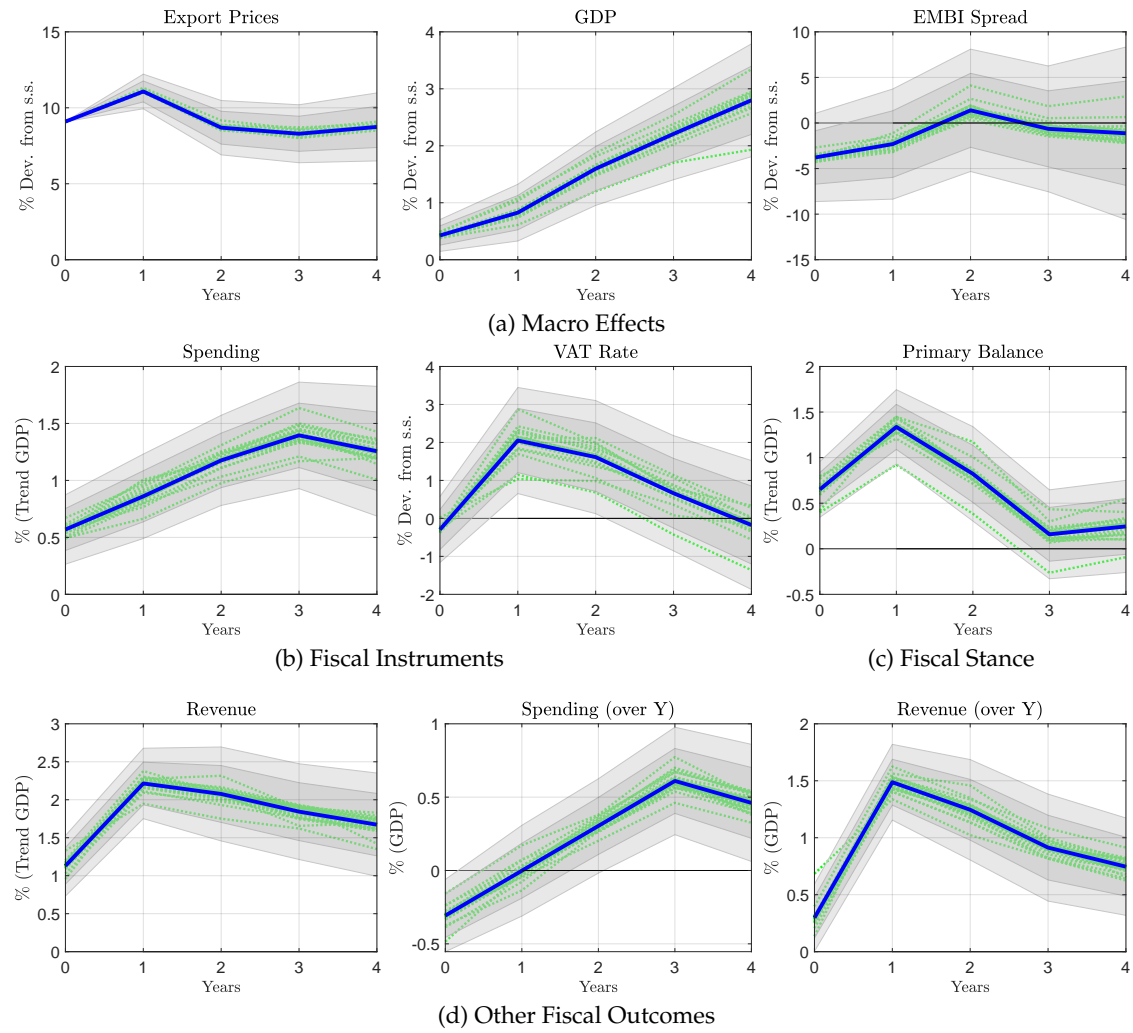 Export Prices
GDP
EMBI Spread
% Dev. from s.s.
15
10
5
0
0 1 2 3 4
Years
% Dev. from s.s.
4
3
2
1
0
0 1 2 3 4
Years
% Dev. from s.s.
10
5
0
-5
-10
-15
0 1 2 3 4
Years
(a) Macro Effects
Spending
VAT Rate
Primary Balance
% (Trend GDP)
2
1.5
1
0.5
0
0 1 2 3 4
Years
% Dev. from s.s.
4
3
2
1
0
-1
-2
0 1 2 3 4
Years
% (Trend GDP)
2
1.5
1
0.5
0
-0.5
0 1 2 3 4
Years
(b) Fiscal Instruments
(c) Fiscal Stance
Revenue
Spending (over Y)
Revenue (over Y)
% (Trend GDP)
3
2.5
2
1.5
1
0.5
0
0 1 2 3 4
Years
% (GDP)
1
0.5
0
-0.5
0 1 2 3 4
Years
% (GDP)
2
1.5
1
0.5
0
0 1 2 3 4
Years
(d) Other Fiscal Outcomes